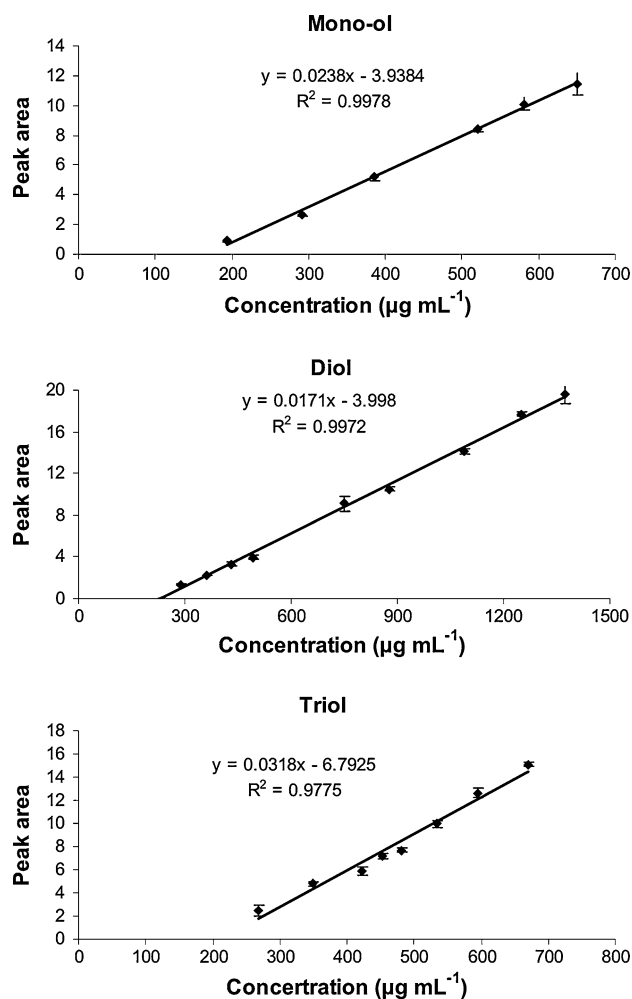 Mono-ol
14
12
10
8
6
4
2
0
Peak area
y = 0.0238x - 3.9384
R² = 0.9978
0 100 200 300 400 500 600 700
Concentration (µg mL⁻¹)
Diol
20
16
12
8
4
0
Peak area
y = 0.0171x - 3.998
R² = 0.9972
0 300 600 900 1200 1500
Concentration (µg mL⁻¹)
Triol
18
16
14
12
10
8
6
4
2
0
Peak area
y = 0.0318x - 6.7925
R² = 0.9775
0 100 200 300 400 500 600 700 800
Concertration (µg mL⁻¹)